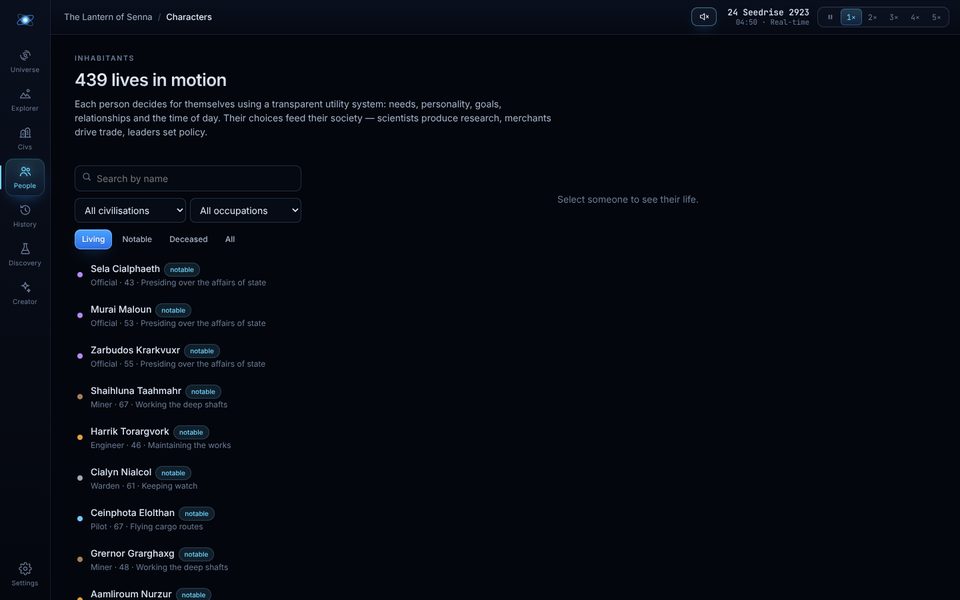 The Lantern of Senna / Characters
24 Seedrise 2923
04:50 · Real-time
1× 2× 3× 4× 5×
Universe
Explorer
Civs
People
History
Discovery
Creator
Settings
INHABITANTS
439 lives in motion
Each person decides for themselves using a transparent utility system: needs, personality, goals,
relationships and the time of day. Their choices feed their society — scientists produce research, merchants
drive trade, leaders set policy.
Search by name
All civilisations All occupations
Living Notable Deceased All
Select someone to see their life.
Sela Cialphaeth notable
Official · 43 · Presiding over the affairs of state
Murai Maloun notable
Official · 53 · Presiding over the affairs of state
Zarbudos Krarkvuxr notable
Official · 55 · Presiding over the affairs of state
Shaihluna Taahmahr notable
Miner · 67 · Working the deep shafts
Harrik Torargvork notable
Engineer · 46 · Maintaining the works
Cialyn Nialcol notable
Warden · 61 · Keeping watch
Ceinphota Elolthan notable
Pilot · 67 · Flying cargo routes
Grernor Grarghaxg notable
Miner · 48 · Working the deep shafts
Aamliroum Nurzur notable